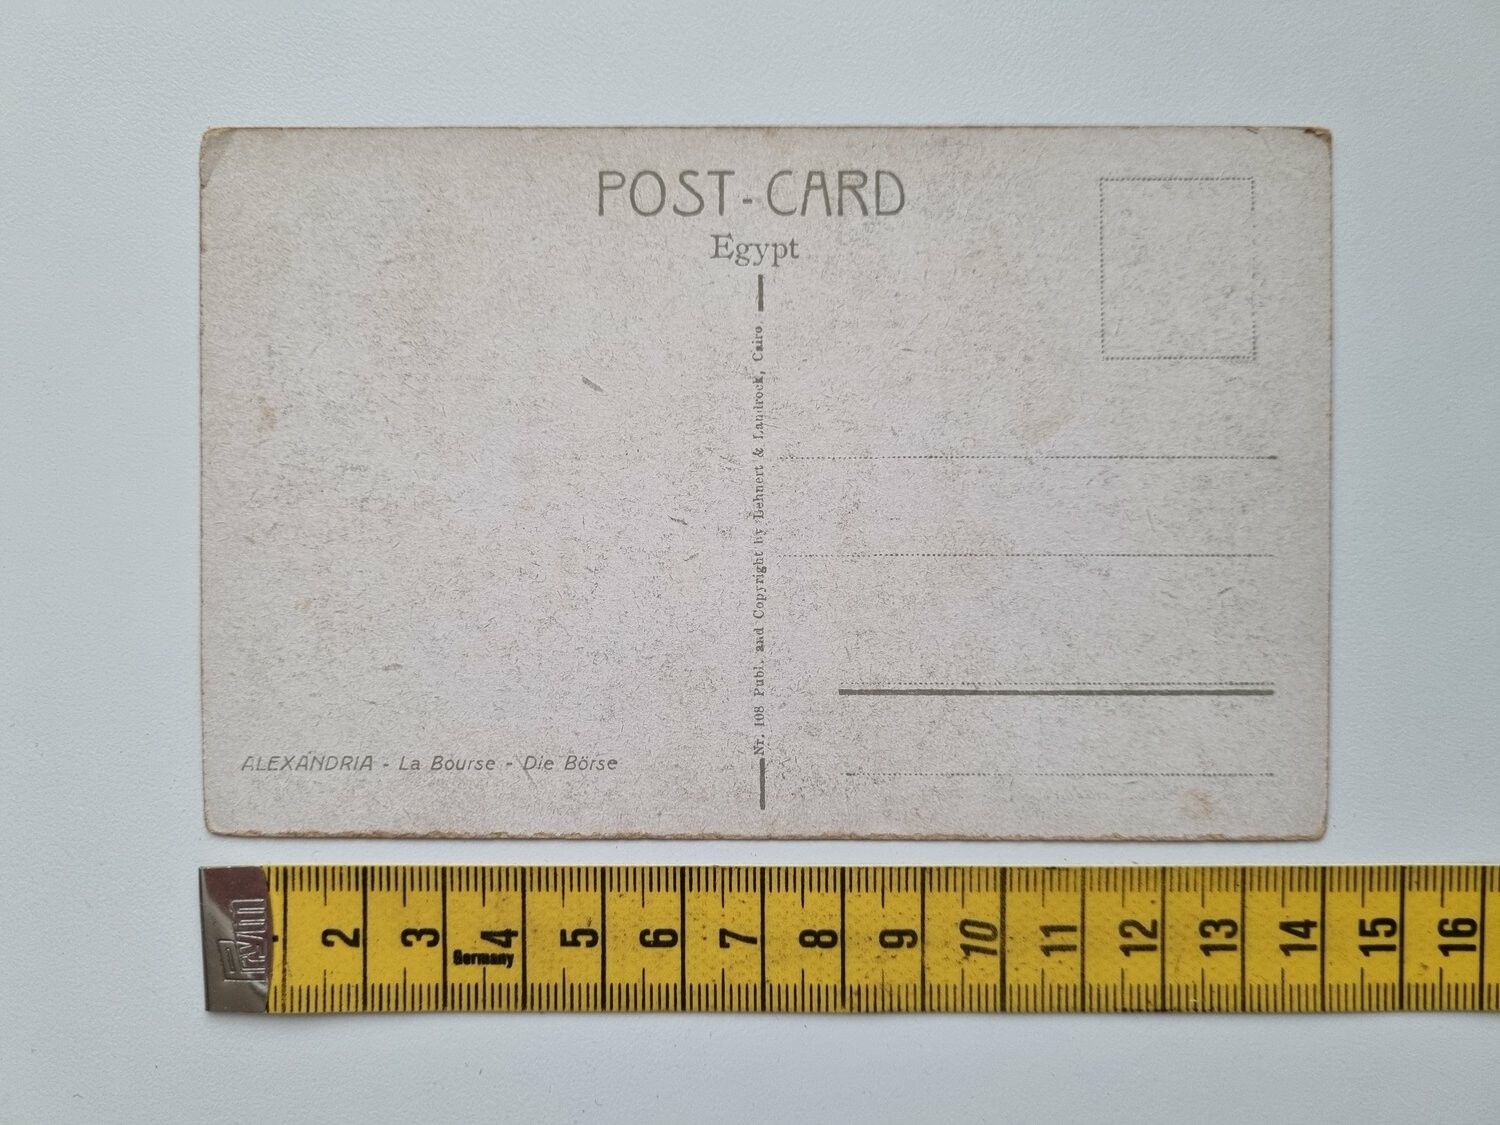 POST-CARD
Egypt
Nr. 108 Publ. and Copyright by Lehnert & Landrock, Cairo
ALEXANDRIA - La Bourse - Die Börse
2 3 4 5 6 7 8 9 10 11 12 13 14 15 16
Germany
Prym